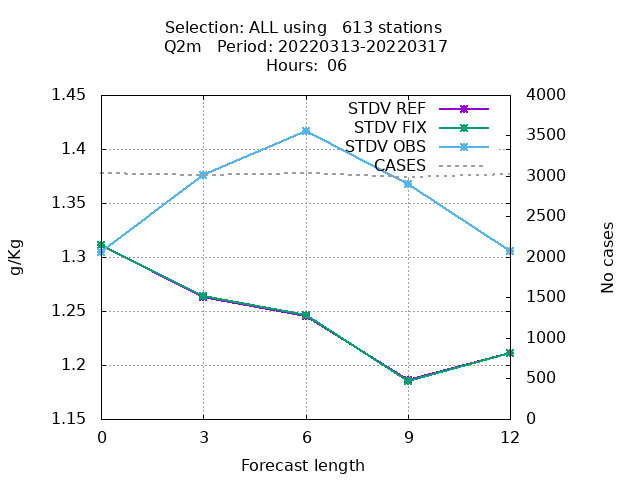 Selection: ALL using   613 stations
Q2m   Period: 20220313-20220317
Hours: 06
STDV REF
STDV FIX
STDV OBS
CASES
g/Kg
1.45
1.4
1.35
1.3
1.25
1.2
1.15
4000
3500
3000
2500
2000
1500
1000
500
0
No cases
0 3 6 9 12
Forecast length